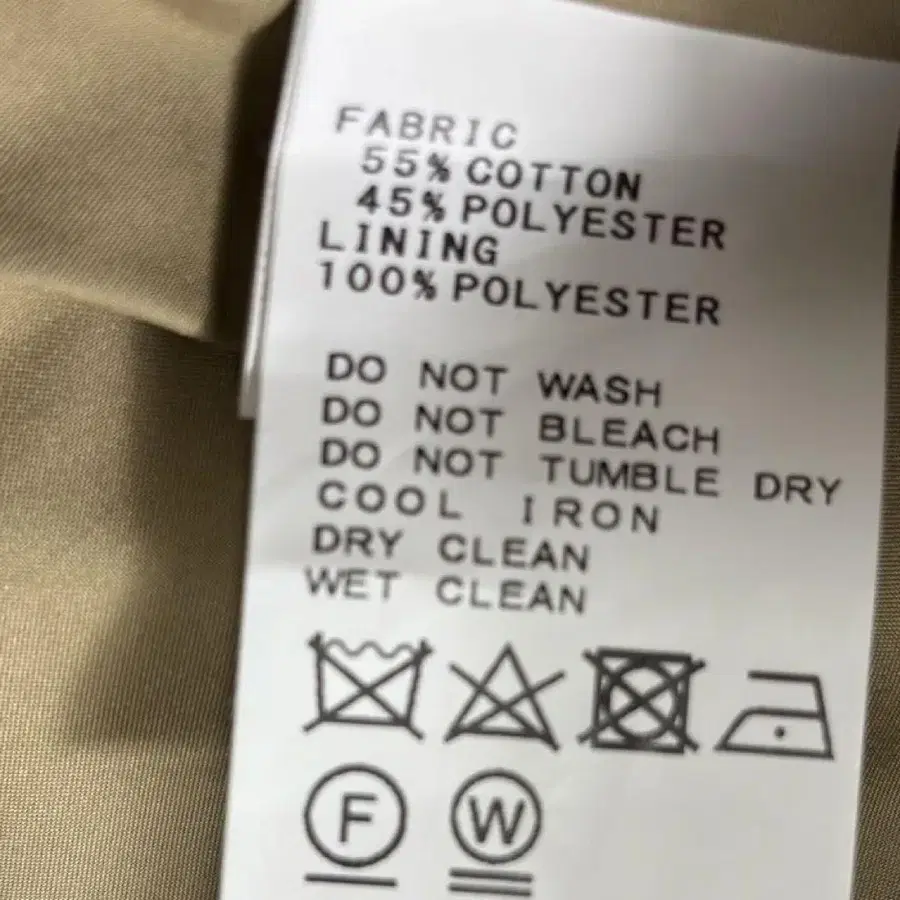 FABRIC
55% COTTON
45% POLYESTER
LINING
100% POLYESTER
DO NOT WASH
DO NOT BLEACH
DO NOT TUMBLE DRY
COOL IRON
DRY CLEAN
WET CLEAN
F W